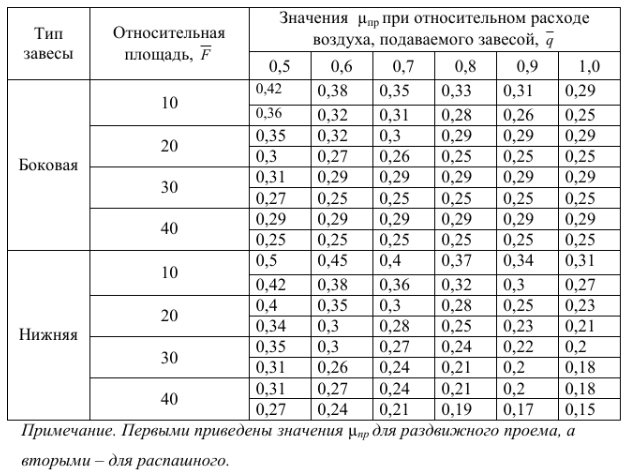 Тип завесы
Относительная площадь, F̅
Значения μпр при относительном расходе воздуха, подаваемого завесой, q̅
0,5 0,6 0,7 0,8 0,9 1,0
Боковая
10
0,42 0,38 0,35 0,33 0,31 0,29
0,36 0,32 0,31 0,28 0,26 0,25
20
0,35 0,32 0,3 0,29 0,29 0,29
0,3 0,27 0,26 0,25 0,25 0,25
30
0,31 0,29 0,29 0,29 0,29 0,29
0,27 0,25 0,25 0,25 0,25 0,25
40
0,29 0,29 0,29 0,29 0,29 0,29
0,25 0,25 0,25 0,25 0,25 0,25
Нижняя
10
0,5 0,45 0,4 0,37 0,34 0,31
0,42 0,38 0,36 0,32 0,3 0,27
20
0,4 0,35 0,3 0,28 0,25 0,23
0,34 0,3 0,28 0,25 0,23 0,21
30
0,35 0,3 0,27 0,24 0,22 0,2
0,31 0,26 0,24 0,21 0,2 0,18
40
0,31 0,27 0,24 0,21 0,2 0,18
0,27 0,24 0,21 0,19 0,17 0,15
Примечание. Первыми приведены значения μпр для раздвижного проема, а
вторыми – для распашного.